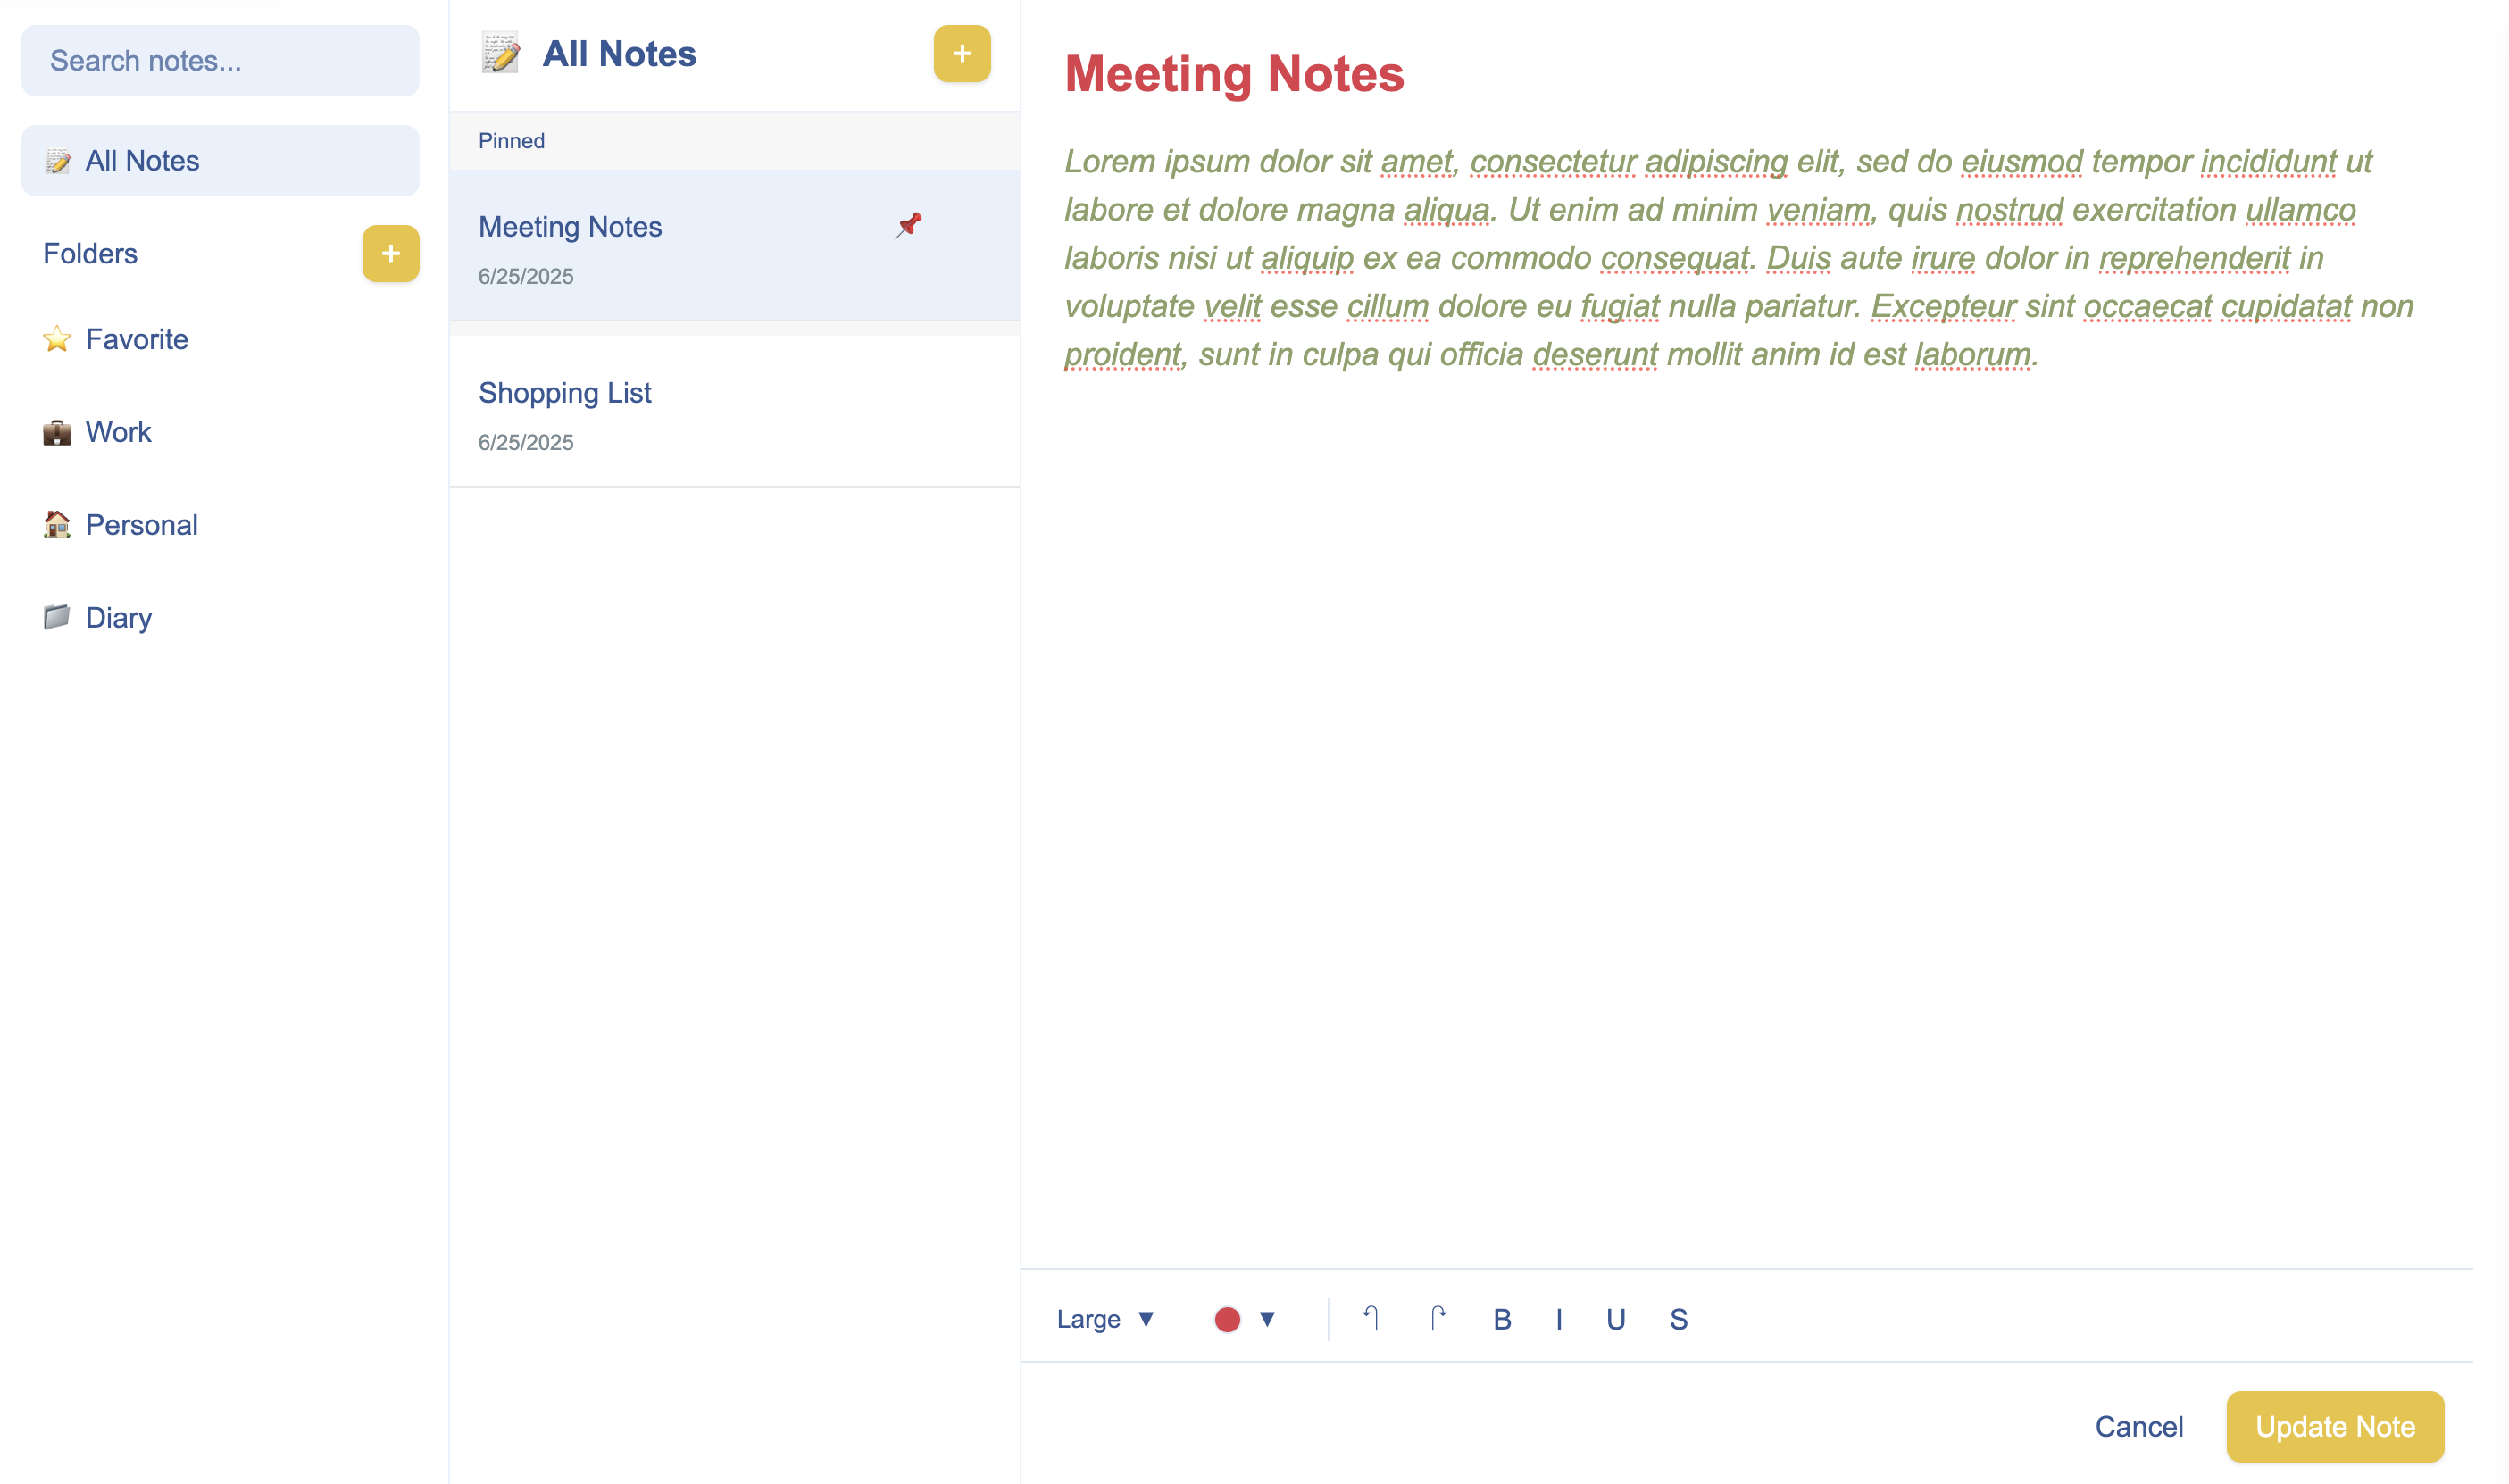 Search notes...
All Notes
Folders
+
Favorite
Work
Personal
Diary
All Notes
+
Pinned
Meeting Notes
6/25/2025
Shopping List
6/25/2025
Meeting Notes
Lorem ipsum dolor sit amet, consectetur adipiscing elit, sed do eiusmod tempor incididunt ut
labore et dolore magna aliqua. Ut enim ad minim veniam, quis nostrud exercitation ullamco
laboris nisi ut aliquip ex ea commodo consequat. Duis aute irure dolor in reprehenderit in
voluptate velit esse cillum dolore eu fugiat nulla pariatur. Excepteur sint occaecat cupidatat non
proident, sunt in culpa qui officia deserunt mollit anim id est laborum.
Large ▼ ▼ B I U S
Cancel Update Note